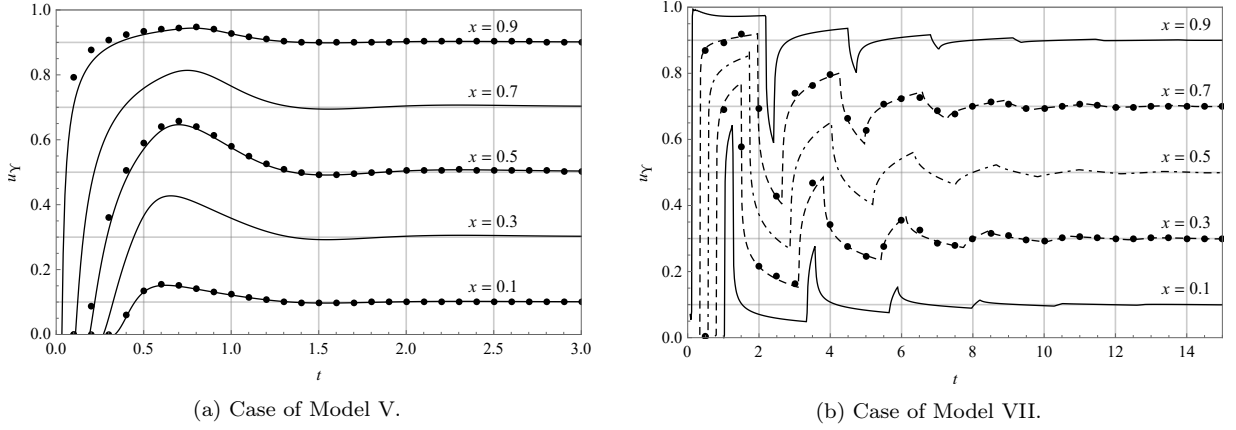 1.0
0.8
0.6
0.4
0.2
0.0
uϒ
x = 0.9
x = 0.7
x = 0.5
x = 0.3
x = 0.1
0.0 0.5 1.0 1.5 2.0 2.5 3.0
t
(a) Case of Model V.
1.0
0.8
0.6
0.4
0.2
0.0
uϒ
x = 0.9
x = 0.7
x = 0.5
x = 0.3
x = 0.1
0 2 4 6 8 10 12 14
t
(b) Case of Model VII.